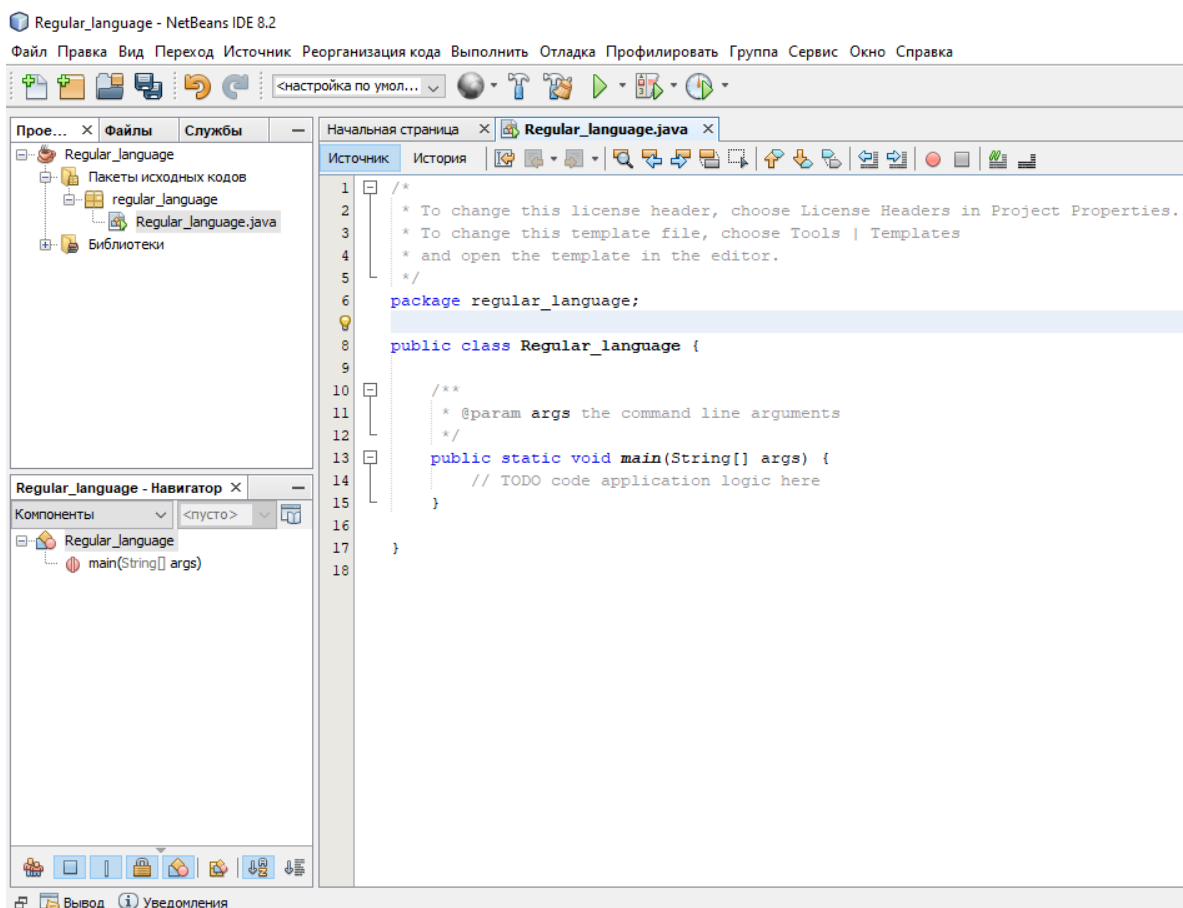 Regular_language - NetBeans IDE 8.2
Файл Правка Вид Переход Источник Реорганизация кода Выполнить Отладка Профилировать Группа Сервис Окно Справка
<настройка по умол...
Прое... Файлы Службы
Regular_language
Пакеты исходных кодов
regular_language
Regular_language.java
Библиотеки
Regular_language - Навигатор
Компоненты <пусто>
Regular_language
main(String[] args)
Начальная страница Regular_language.java
Источник История
1 /*
2 * To change this license header, choose License Headers in Project Properties.
3 * To change this template file, choose Tools | Templates
4 * and open the template in the editor.
5 */
6 package regular_language;
8 public class Regular_language {
9
10 /**
11 * @param args the command line arguments
12 */
13 public static void main(String[] args) {
14 // TODO code application logic here
15 }
16
17 }
18
Вывод Уведомления